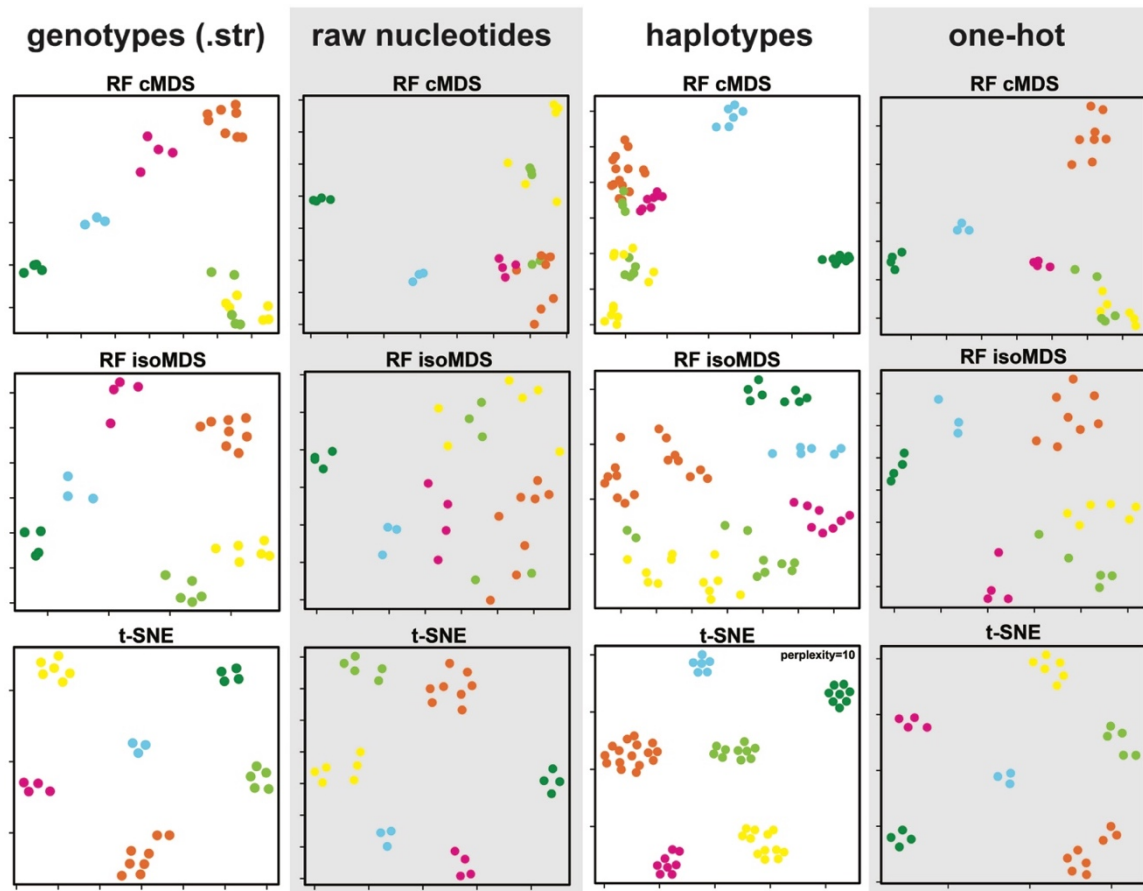 genotypes (.str) raw nucleotides haplotypes one-hot
RF cMDS RF cMDS RF cMDS RF cMDS
RF isoMDS RF isoMDS RF isoMDS RF isoMDS
t-SNE t-SNE t-SNE t-SNE
perplexity=10